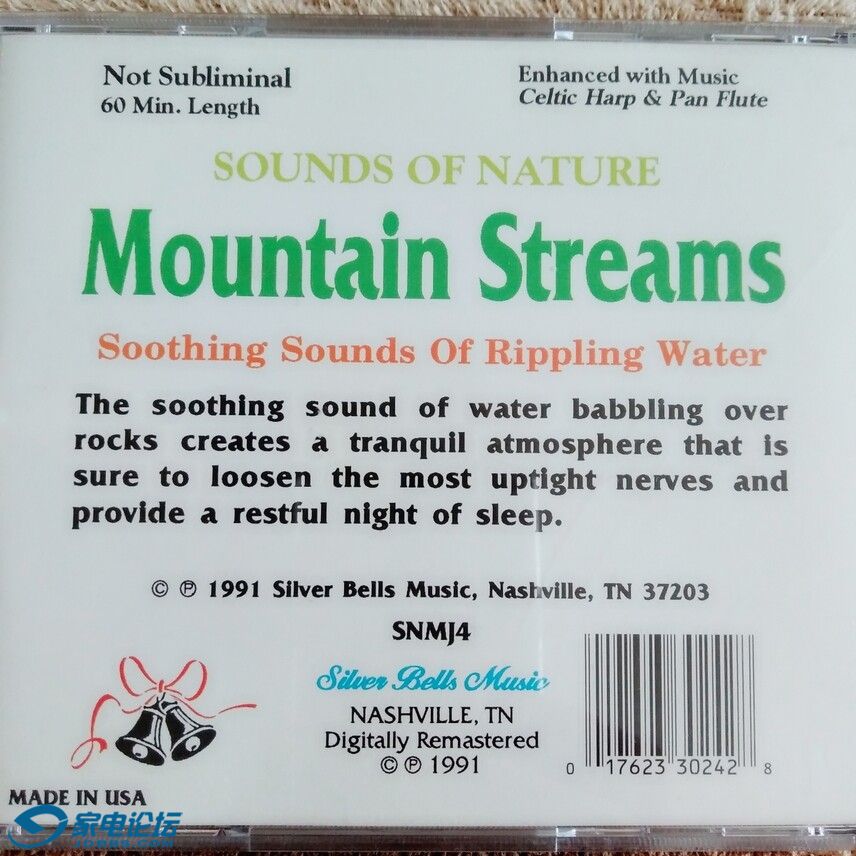 Not Subliminal
60 Min. Length
Enhanced with Music
Celtic Harp & Pan Flute
SOUNDS OF NATURE
Mountain Streams
Soothing Sounds Of Rippling Water
The soothing sound of water babbling over
rocks creates a tranquil atmosphere that is
sure to loosen the most uptight nerves and
provide a restful night of sleep.
© ℗ 1991 Silver Bells Music, Nashville, TN 37203
SNMJ4
Silver Bells Music
NASHVILLE, TN
Digitally Remastered
© ℗ 1991
0 17623 30242 8
MADE IN USA
家电论坛
JDBBS.COM